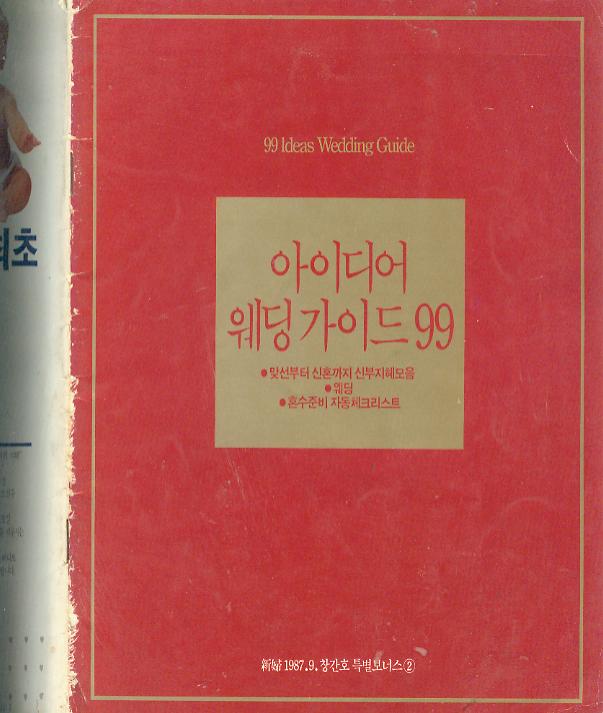 99 Ideas Wedding Guide
아이디어
웨딩 가이드 99
●맞선부터 신혼까지 신부지혜모음
●웨딩
●혼수준비 자동체크리스트
新婦 1987.9. 창간호 특별보너스②
최초